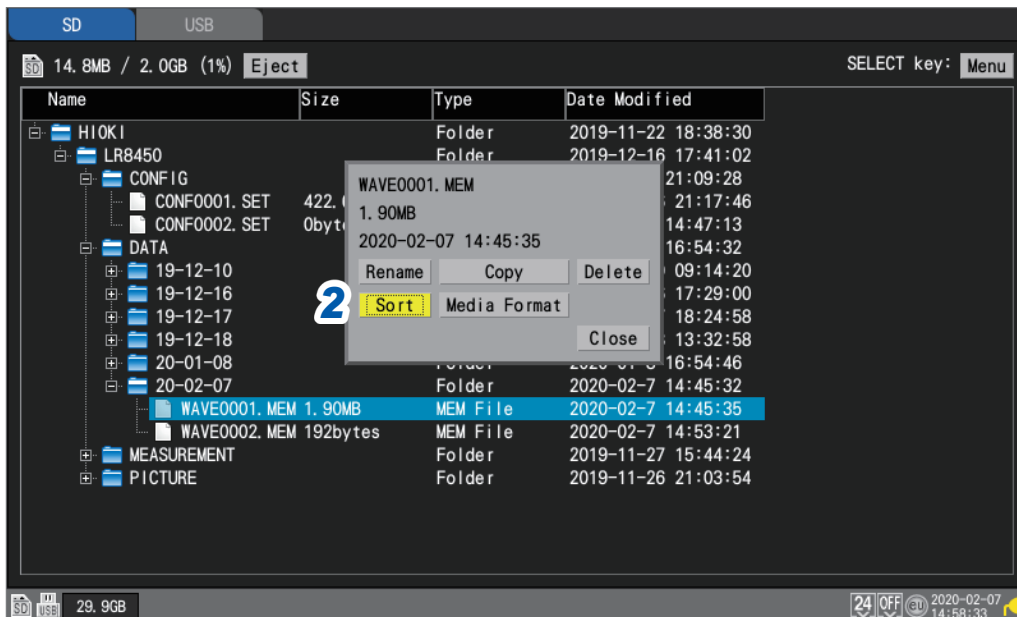 SD USB
SD 14.8MB / 2.0GB (1%) Eject SELECT key: Menu
Name Size Type Date Modified
HIOKI Folder 2019-11-22 18:38:30
LR8450 Folder 2019-12-16 17:41:02
CONFIG 21:09:28
CONF0001.SET 422. 21:17:46
CONF0002.SET 0byt 14:47:13
DATA 16:54:32
19-12-10 09:14:20
19-12-16 17:29:00
19-12-17 18:24:58
19-12-18 13:32:58
20-01-08 16:54:46
20-02-07 Folder 2020-02-7 14:45:32
WAVE0001.MEM 1.90MB MEM File 2020-02-7 14:45:35
WAVE0002.MEM 192bytes MEM File 2020-02-7 14:53:21
MEASUREMENT Folder 2019-11-27 15:44:24
PICTURE Folder 2019-11-26 21:03:54
WAVE0001.MEM
1.90MB
2020-02-07 14:45:35
Rename Copy Delete
2 Sort Media Format
Close
SD USB 29.9GB 24 OFF eu 2020-02-07
14:58:33